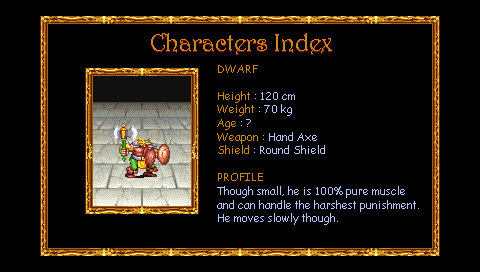 Characters Index
DWARF
Height : 120 cm
Weight : 70 kg
Age : ?
Weapon : Hand Axe
Shield : Round Shield
PROFILE
Though small, he is 100% pure muscle
and can handle the harshest punishment.
He moves slowly though.